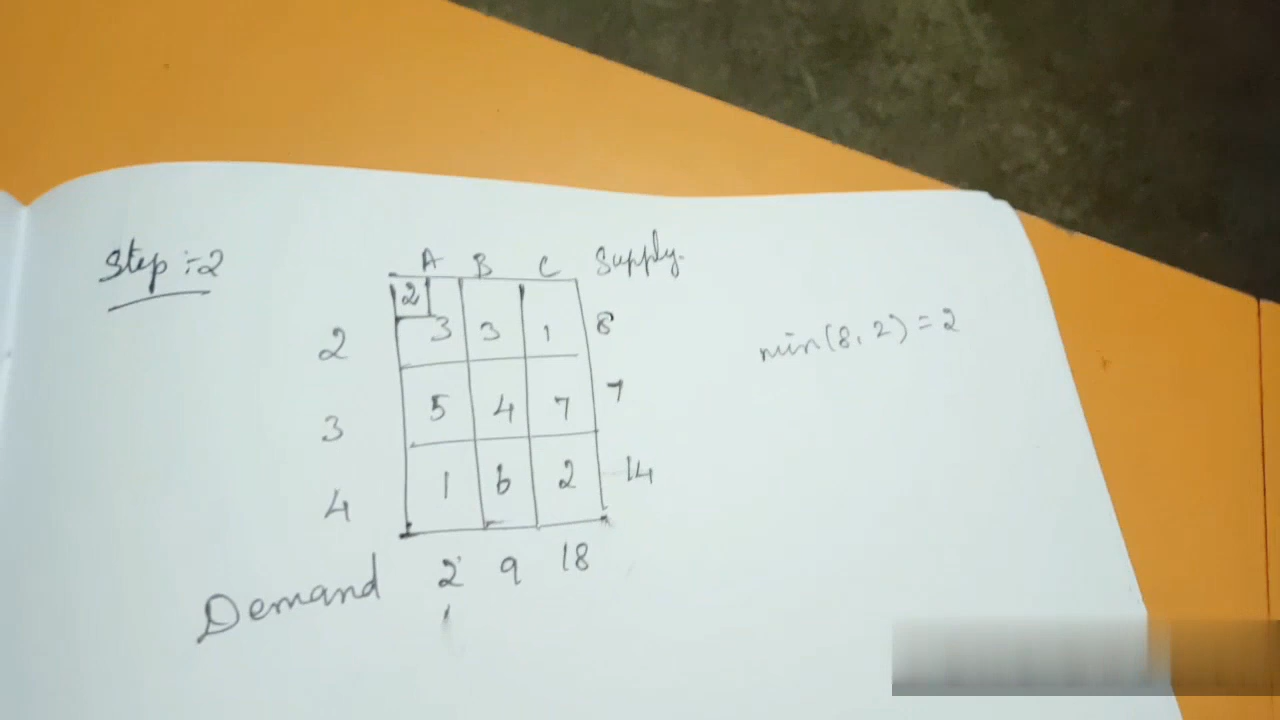 Step :-2
A B C Supply.
2
2 3 3 1 8
min(8, 2) = 2
3 5 4 7 7
4 1 6 2 14
Demand 2 9 18